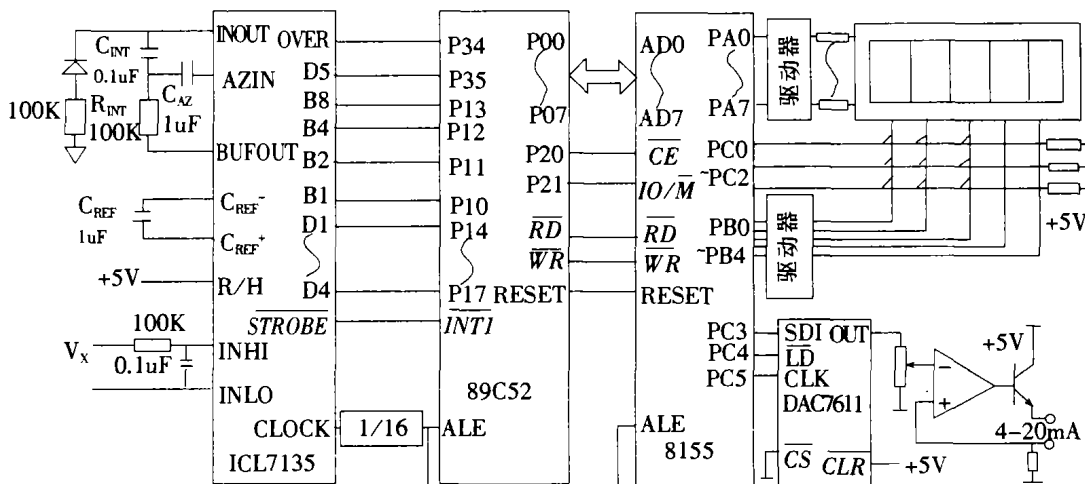 INOUT
OVER
P34
P00
AD0
PA0
驱动器
C_INT
0.1uF
AZIN
D5
P35
C_AZ
B8
P13
100K
R_INT
100K
1uF
B4
P12
P07
AD7
PA7
BUFOUT
B2
P11
P20
CE
PC0
P21
IO/M
~PC2
C_REF
1uF
C_REF^-
B1
P10
C_REF^+
D1
P14
RD
RD
PB0
+5V
WR
WR
~PB4
驱动器
+5V
R/H
D4
P17
RESET
RESET
STROBE
INT1
100K
V_X
0.1uF
INHI
INLO
PC3
SDI
OUT
PC4
LD
+5V
PC5
CLK
89C52
DAC7611
CLOCK
1/16
ALE
ALE
4-20mA
ICL7135
8155
CS
CLR
+5V